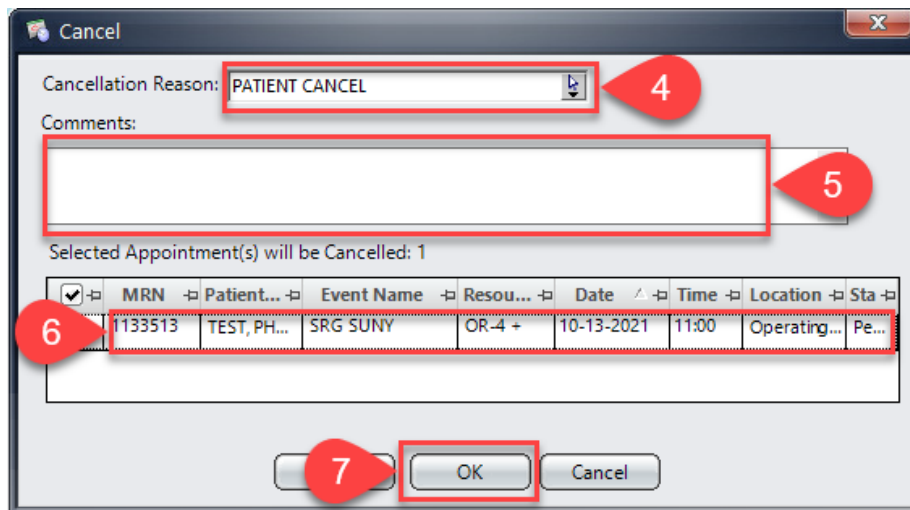 Cancel
Cancellation Reason: PATIENT CANCEL
4
Comments:
5
Selected Appointment(s) will be Cancelled: 1
MRN Patient... Event Name Resou... Date Time Location Sta
6
1133513 TEST, PH... SRG SUNY OR-4 + 10-13-2021 11:00 Operating... Pe...
7
OK Cancel